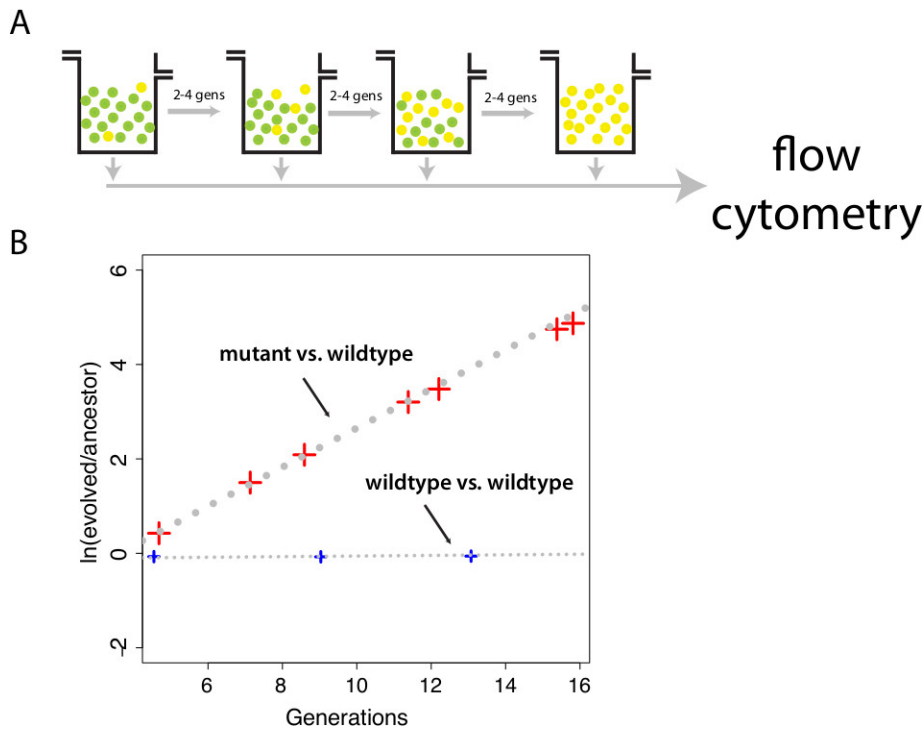 A
2-4 gens
2-4 gens
2-4 gens
flow
cytometry
B
ln(evolved/ancestor)
6
4
2
0
-2
mutant vs. wildtype
wildtype vs. wildtype
6
8
10
12
14
16
Generations